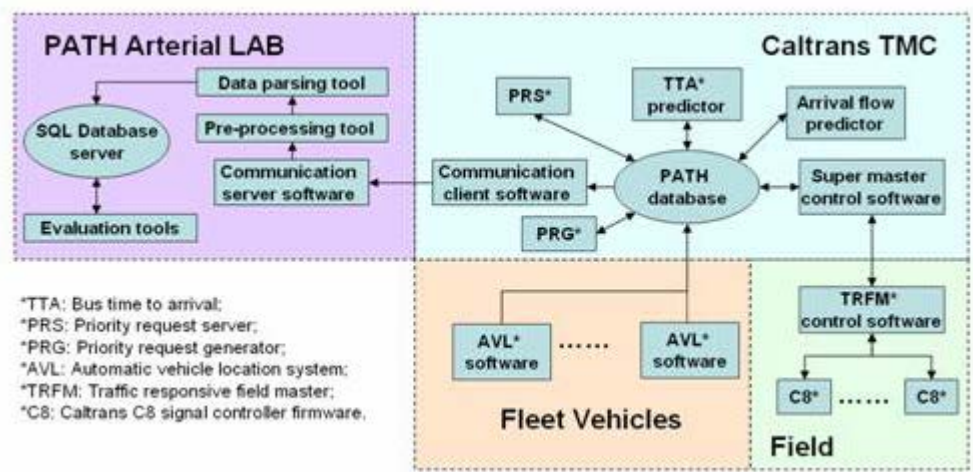 PATH Arterial LAB
Data parsing tool
SQL Database
server
Pre-processing tool
Communication
server software
Evaluation tools
Caltrans TMC
PRS*
TTA*
predictor
Arrival flow
predictor
Communication
client software
PATH
database
Super master
control software
PRG*
AVL*
software
......
AVL*
software
Fleet Vehicles
TRFM*
control software
C8*
......
C8*
Field
*TTA: Bus time to arrival;
*PRS: Priority request server;
*PRG: Priority request generator;
*AVL: Automatic vehicle location system;
*TRFM: Traffic responsive field master;
*C8: Caltrans C8 signal controller firmware.